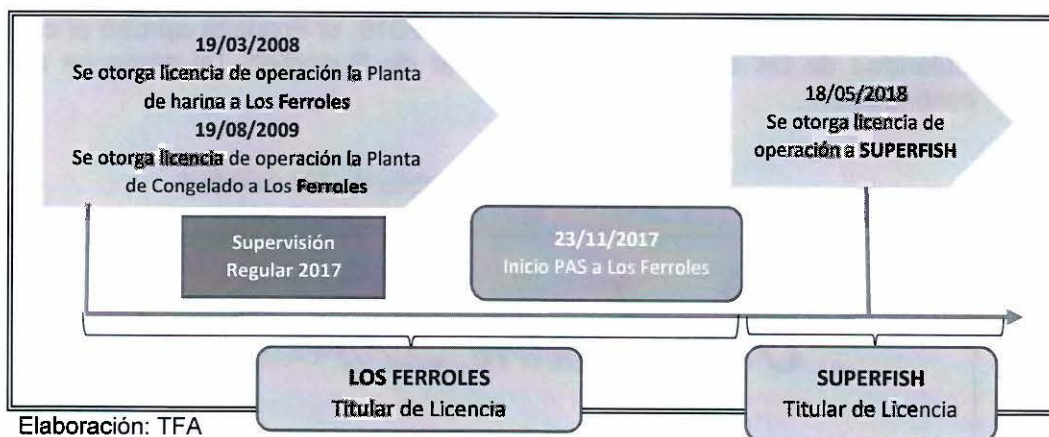 19/03/2008
Se otorga licencia de operación la Planta
de harina a Los Ferroles
19/08/2009
Se otorga licencia de operación la Planta
de Congelado a Los Ferroles
18/05/2018
Se otorga licencia de
operación a SUPERFISH
Supervisión
Regular 2017
23/11/2017
Inicio PAS a Los Ferroles
LOS FERROLES
Titular de Licencia
SUPERFISH
Titular de Licencia
Elaboración: TFA